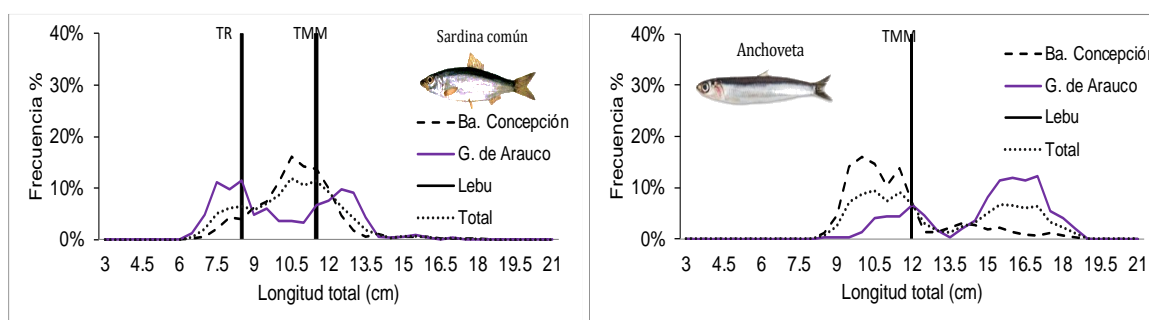 TR
TMM
Sardina común
40%
30%
20%
10%
0%
Frecuencia %
Ba. Concepción
G. de Arauco
Lebu
Total
3 4.5 6 7.5 9 10.5 12 13.5 15 16.5 18 19.5 21
Longitud total (cm)
TMM
Anchoveta
40%
30%
20%
10%
0%
Frecuencia %
Ba. Concepción
G. de Arauco
Lebu
Total
3 4.5 6 7.5 9 10.5 12 13.5 15 16.5 18 19.5 21
Longitud total (cm)